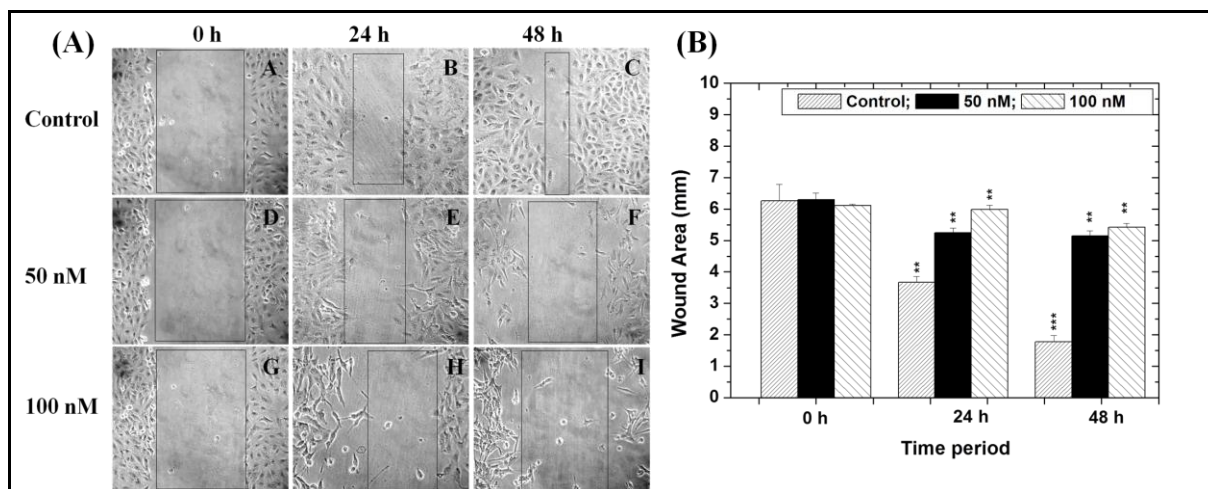 (A)
0 h
24 h
48 h
Control
A
B
C
50 nM
D
E
F
100 nM
G
H
I
(B)
Control; 50 nM; 100 nM
10
9
8
7
6
5
4
3
2
1
0
Wound Area (mm)
**
**
**
***
**
**
0 h
24 h
48 h
Time period